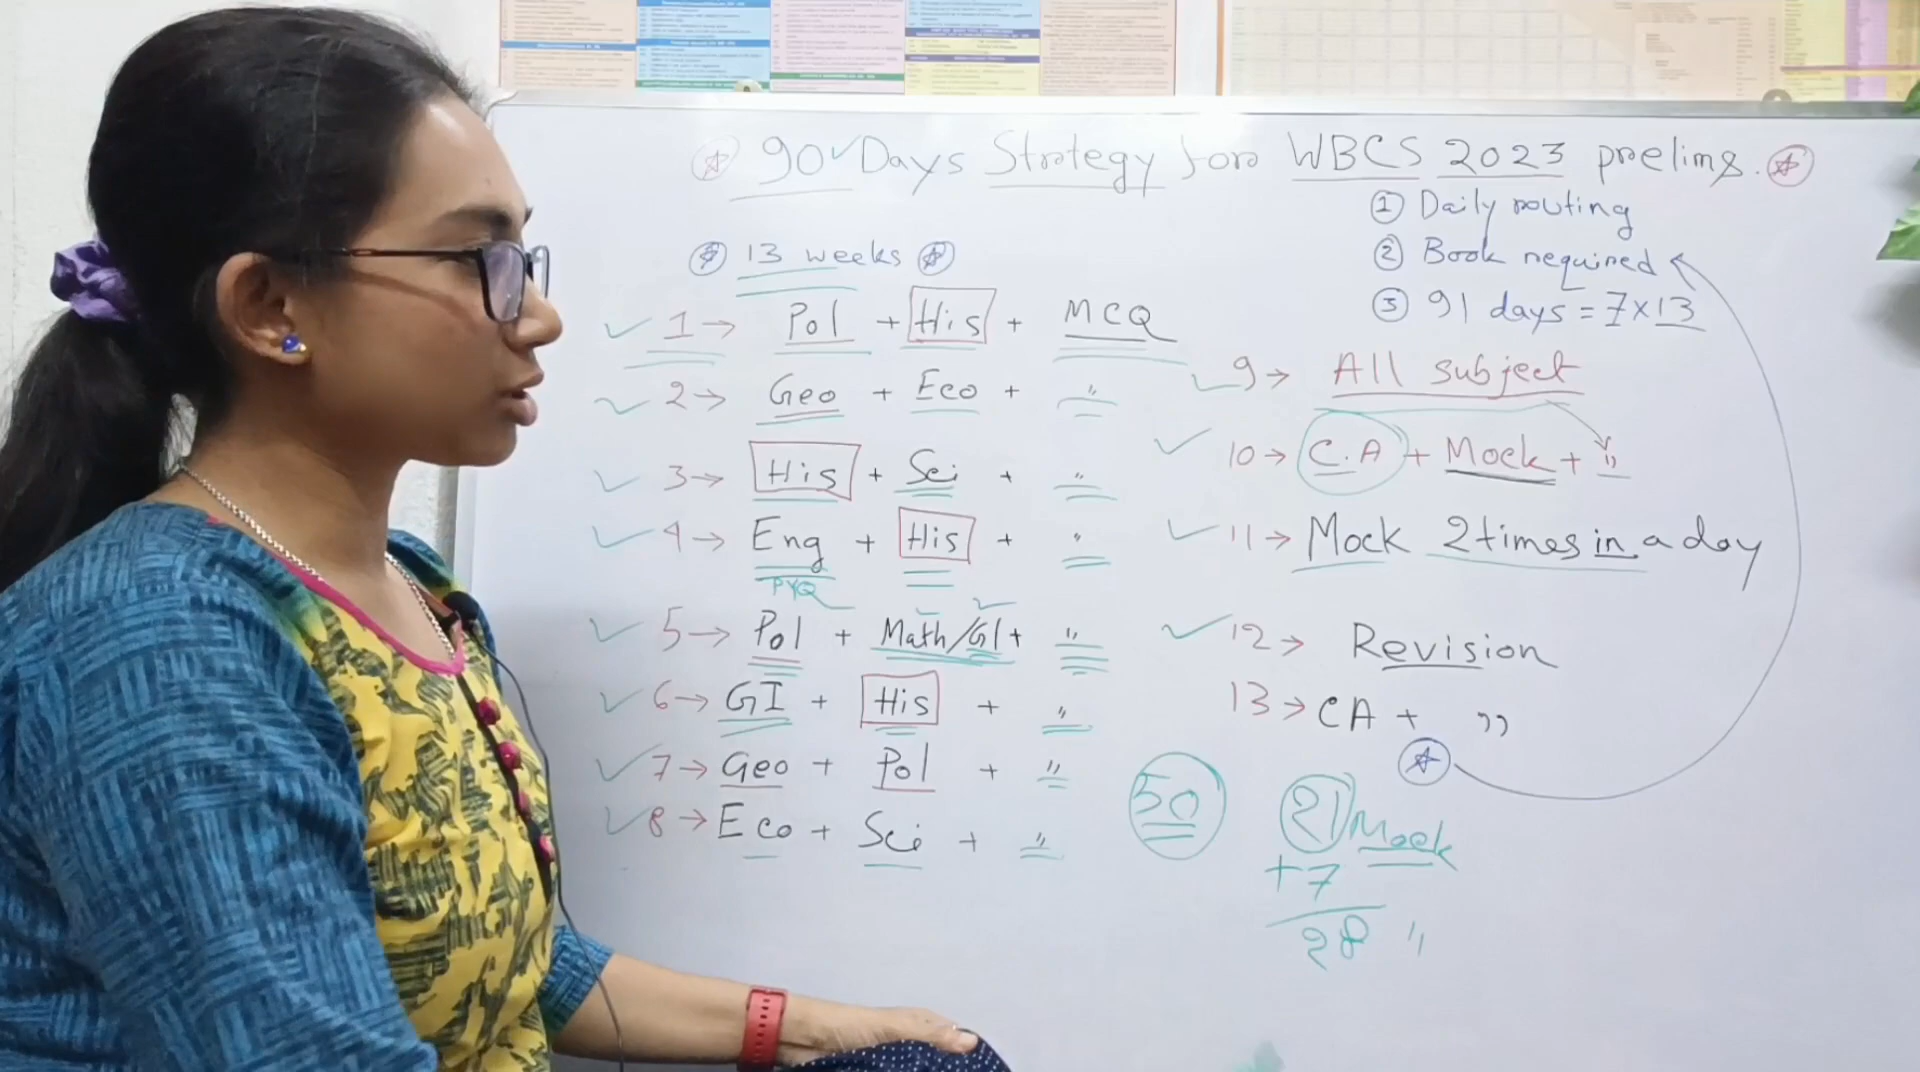 90 Days Strategy for WBCS 2023 prelims.
① Daily routing
② Book required
③ 91 days = 7×13
13 weeks
1→ Pol + His + MCQ
2→ Geo + Eco + "
3→ His + Sci + "
4→ Eng + His + "
PYQ
5→ Pol + Math/GI + "
6→ GI + His + "
7→ Geo + Pol + "
8→ Eco + Sci + "
9→ All subject
10→ C.A + Mock + "
11→ Mock 2 times in a day
12→ Revision
13→ CA + "
50
21 Mock
+7
28 "